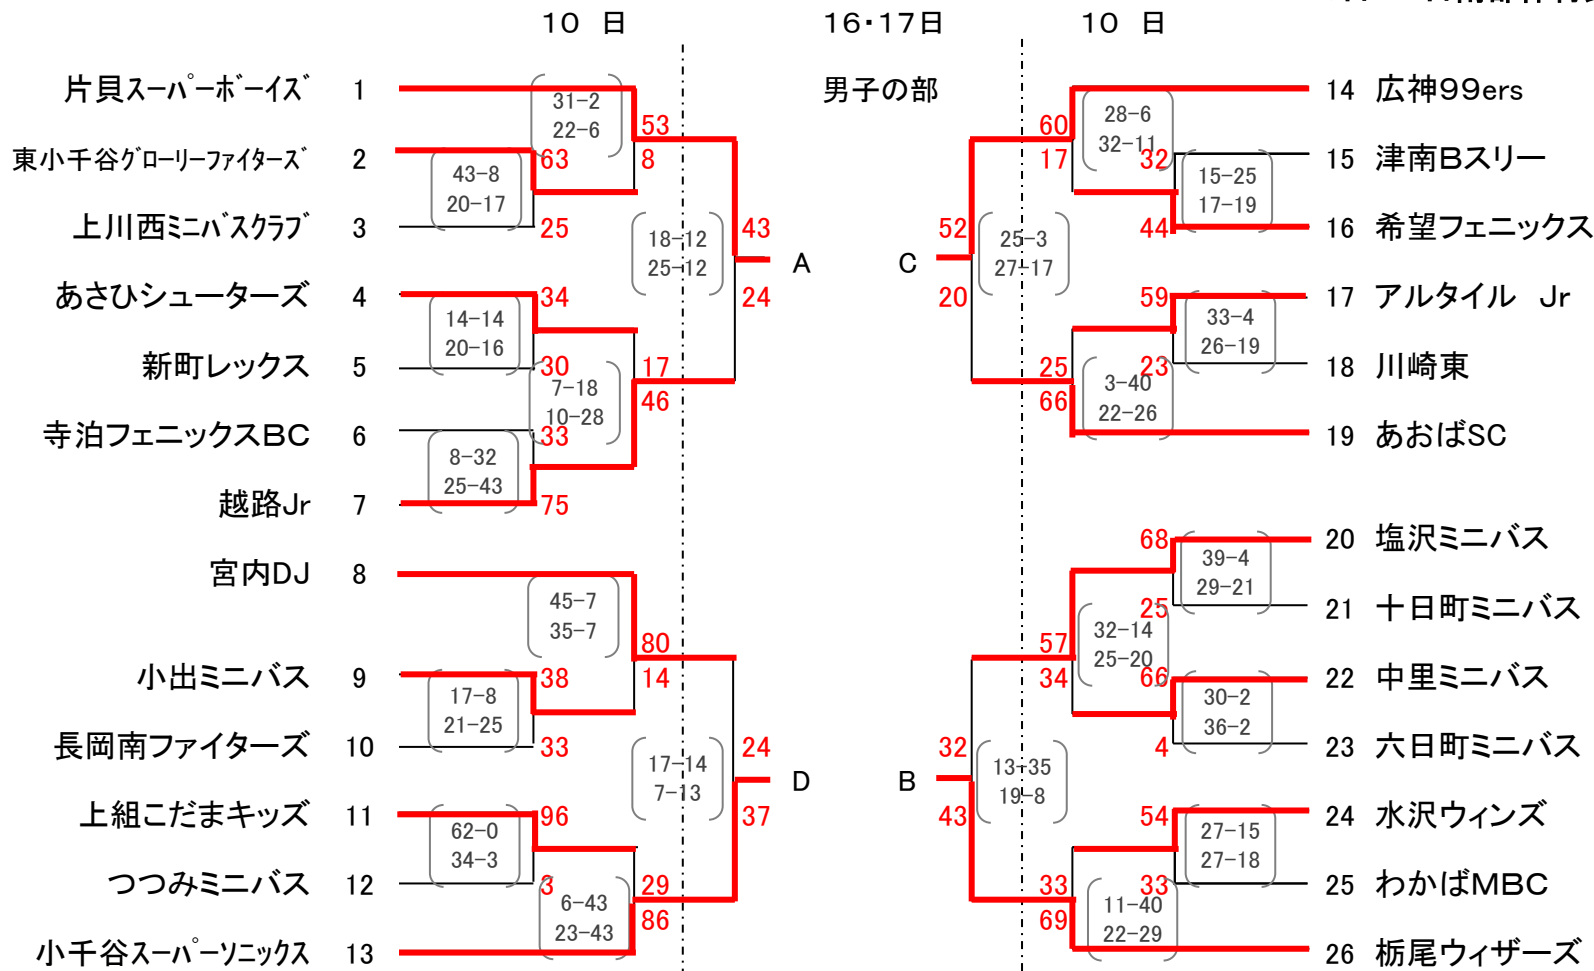 10 日
16・17日
10 日
男子の部
片貝スーパーボーイズ 1
東小千谷グローリーファイターズ 2
上川西ミニバスクラブ 3
あさひシューターズ 4
新町レックス 5
寺泊フェニックスBC 6
越路Jr 7
宮内DJ 8
小出ミニバス 9
長岡南ファイターズ 10
上組こだまキッズ 11
つつみミニバス 12
小千谷スーパーソニックス 13
31-2
22-6
53
8
63
43-8
20-17
25
18-12
25-12
43
24
A
34
14-14
20-16
30
7-18
10-28
17
46
33
8-32
25-43
75
45-7
35-7
80
14
38
17-8
21-25
33
17-14
7-13
24
37
D
96
62-0
34-3
3
6-43
23-43
29
86
14 広神99ers
15 津南Bスリー
16 希望フェニックス
17 アルタイル Jr
18 川崎東
19 あおばSC
20 塩沢ミニバス
21 十日町ミニバス
22 中里ミニバス
23 六日町ミニバス
24 水沢ウィンズ
25 わかばMBC
26 栃尾ウィザーズ
60
17
28-6
32-11
32
15-25
17-19
44
C
52
20
25-3
27-17
59
33-4
26-19
23
25
66
3-40
22-26
68
39-4
29-21
25
57
34
32-14
25-20
66
30-2
36-2
4
B
32
43
13-35
19-8
54
27-15
27-18
33
33
69
11-40
22-29